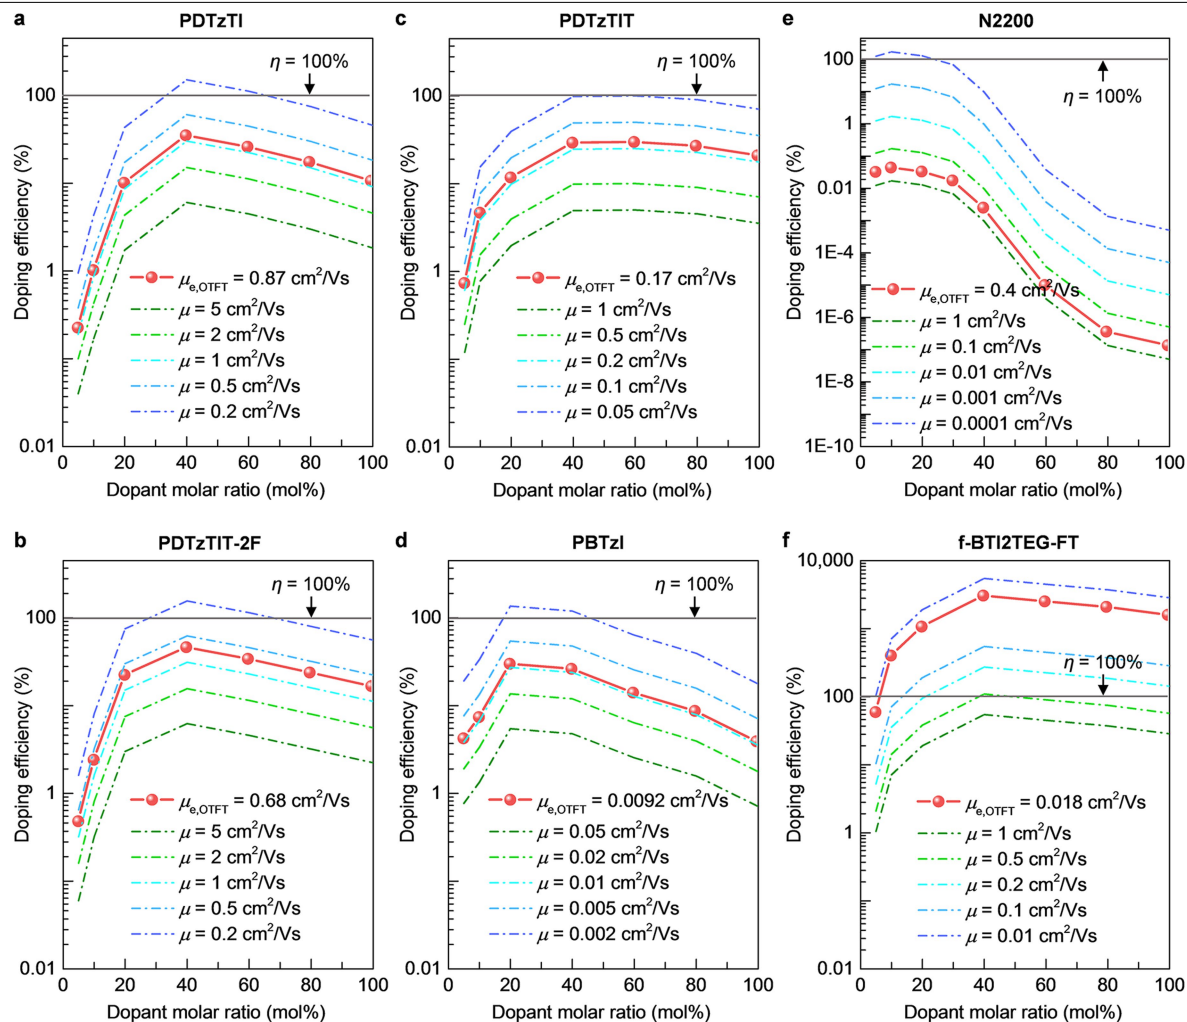 a PDTzTI
η = 100%
Doping efficiency (%)
100
1
0.01
μe,OTFT = 0.87 cm²/Vs
μ = 5 cm²/Vs
μ = 2 cm²/Vs
μ = 1 cm²/Vs
μ = 0.5 cm²/Vs
μ = 0.2 cm²/Vs
0 20 40 60 80 100
Dopant molar ratio (mol%)
c PDTzTIT
η = 100%
Doping efficiency (%)
100
1
0.01
μe,OTFT = 0.17 cm²/Vs
μ = 1 cm²/Vs
μ = 0.5 cm²/Vs
μ = 0.2 cm²/Vs
μ = 0.1 cm²/Vs
μ = 0.05 cm²/Vs
0 20 40 60 80 100
Dopant molar ratio (mol%)
e N2200
η = 100%
Doping efficiency (%)
100
1
0.01
1E-4
1E-6
1E-8
1E-10
μe,OTFT = 0.4 cm²/Vs
μ = 1 cm²/Vs
μ = 0.1 cm²/Vs
μ = 0.01 cm²/Vs
μ = 0.001 cm²/Vs
μ = 0.0001 cm²/Vs
0 20 40 60 80 100
Dopant molar ratio (mol%)
b PDTzTIT-2F
η = 100%
Doping efficiency (%)
100
1
0.01
μe,OTFT = 0.68 cm²/Vs
μ = 5 cm²/Vs
μ = 2 cm²/Vs
μ = 1 cm²/Vs
μ = 0.5 cm²/Vs
μ = 0.2 cm²/Vs
0 20 40 60 80 100
Dopant molar ratio (mol%)
d PBTzI
η = 100%
Doping efficiency (%)
100
1
0.01
μe,OTFT = 0.0092 cm²/Vs
μ = 0.05 cm²/Vs
μ = 0.02 cm²/Vs
μ = 0.01 cm²/Vs
μ = 0.005 cm²/Vs
μ = 0.002 cm²/Vs
0 20 40 60 80 100
Dopant molar ratio (mol%)
f f-BTI2TEG-FT
η = 100%
Doping efficiency (%)
10,000
100
1
0.01
μe,OTFT = 0.018 cm²/Vs
μ = 1 cm²/Vs
μ = 0.5 cm²/Vs
μ = 0.2 cm²/Vs
μ = 0.1 cm²/Vs
μ = 0.01 cm²/Vs
0 20 40 60 80 100
Dopant molar ratio (mol%)